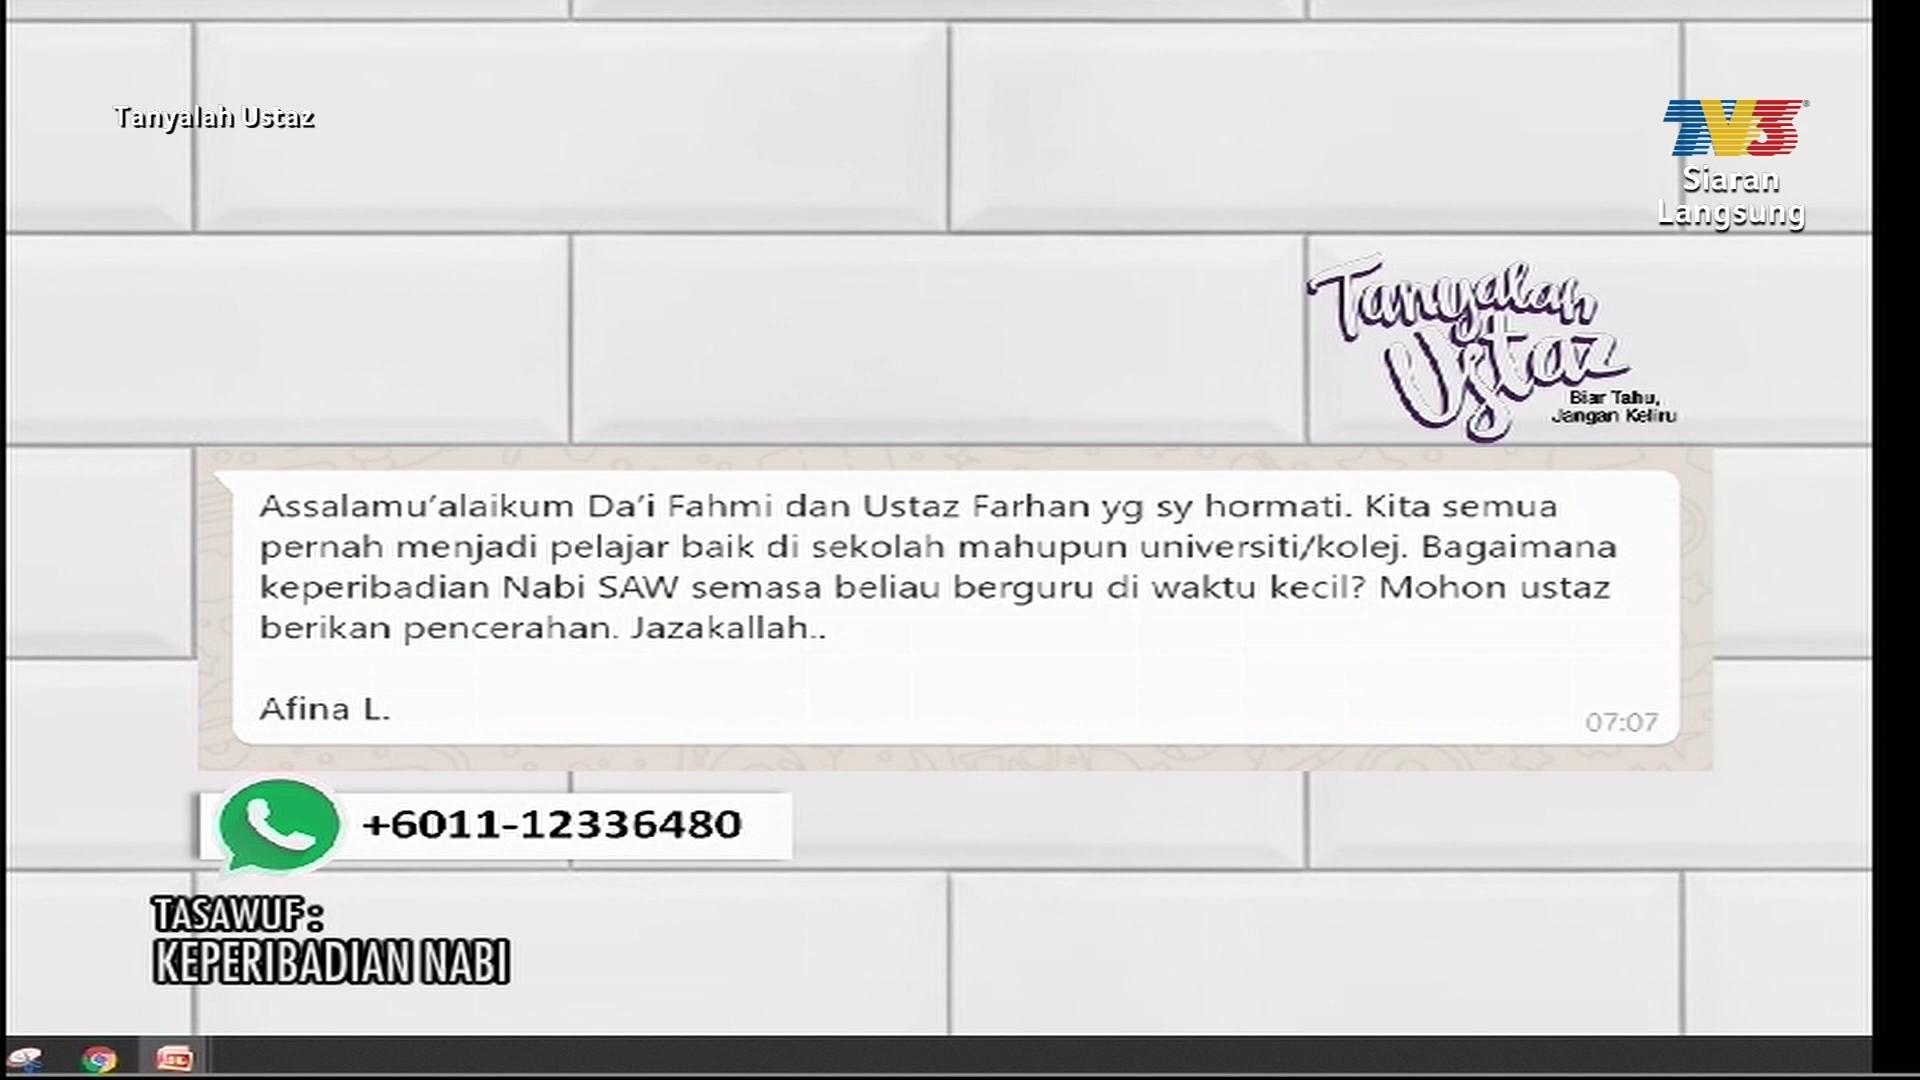 Tanyalah Ustaz
TV3
Siaran
Langsung
Tanyalah
Ustaz
Biar Tahu,
Jangan Keliru
Assalamu'alaikum Da'i Fahmi dan Ustaz Farhan yg sy hormati. Kita semua
pernah menjadi pelajar baik di sekolah mahupun universiti/kolej. Bagaimana
keperibadian Nabi SAW semasa beliau berguru di waktu kecil? Mohon ustaz
berikan pencerahan. Jazakallah..
Afina L.
07:07
+6011-12336480
TASAWUF :
KEPERIBADIAN NABI